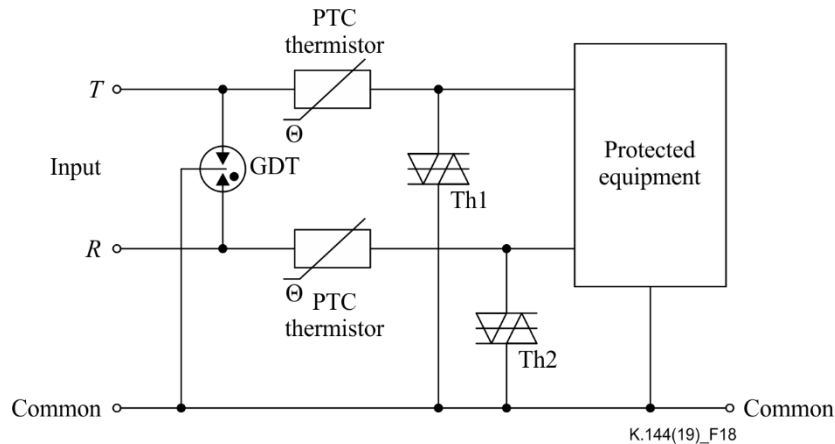 PTC
thermistor
T
Θ
Input
GDT
Th1
Protected
equipment
R
Θ
PTC
thermistor
Th2
Common
Common
K.144(19)_F18